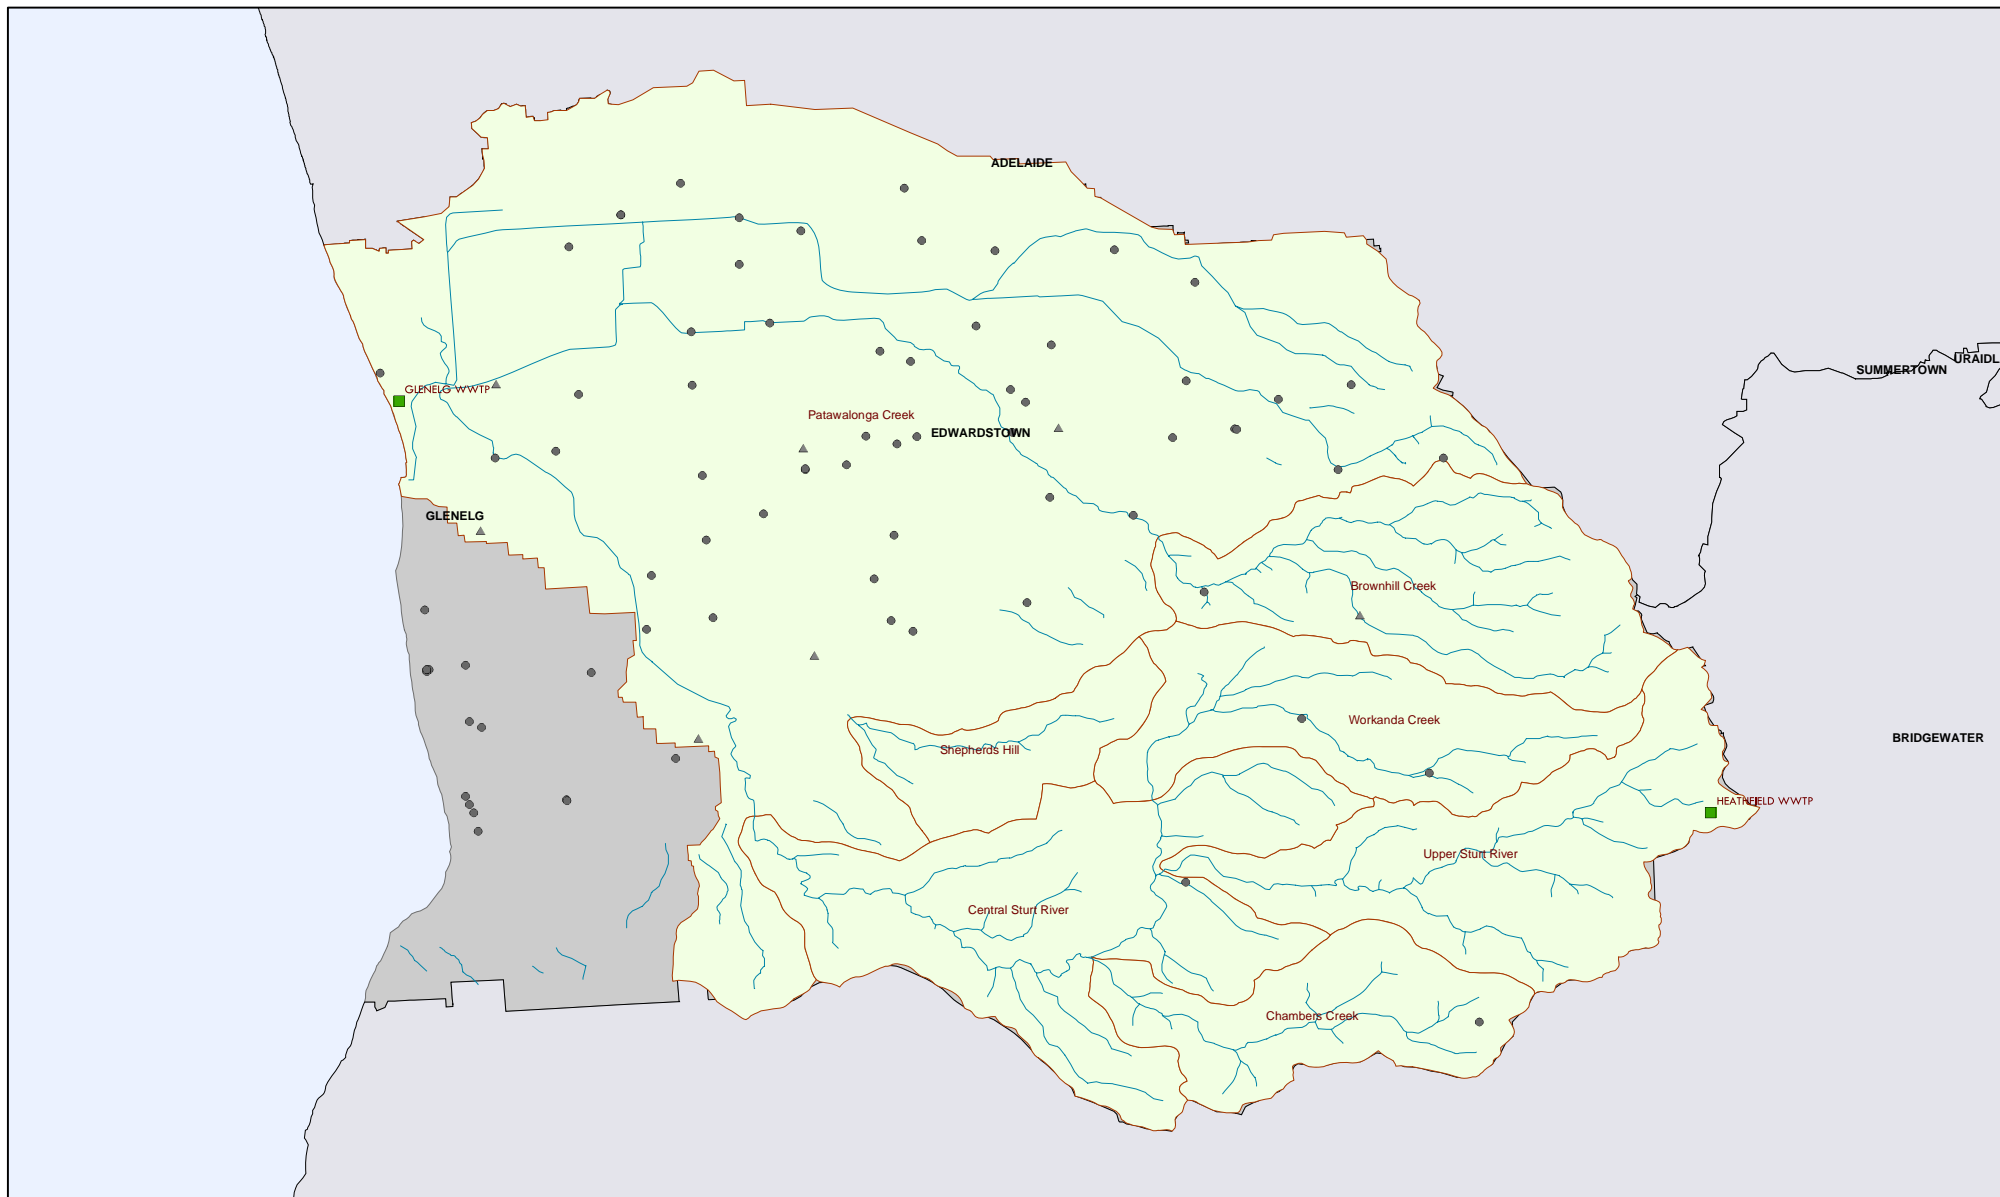 ADELAIDE
URAIDL
SUMMERTOWN
GLENELG WWTP
Patawalonga Creek
EDWARDSTOWN
GLENELG
Brownhill Creek
Workanda Creek
BRIDGEWATER
Shepherds Hill
HEATHFIELD WWTP
Upper Sturt River
Central Sturt River
Chambers Creek